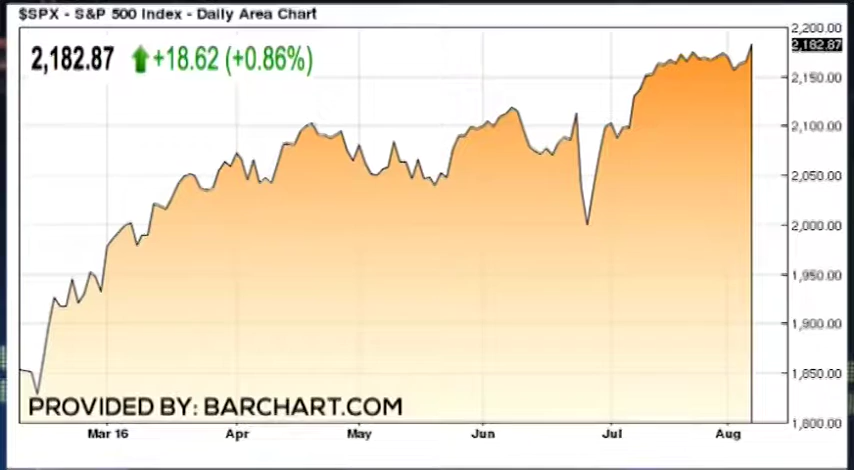 $SPX - S&P 500 Index - Daily Area Chart
2,182.87 +18.62 (+0.86%)
2,200.00
2,182.87
2,150.00
2,100.00
2,050.00
2,000.00
1,950.00
1,900.00
1,850.00
1,800.00
PROVIDED BY: BARCHART.COM
Mar 16 Apr May Jun Jul Aug